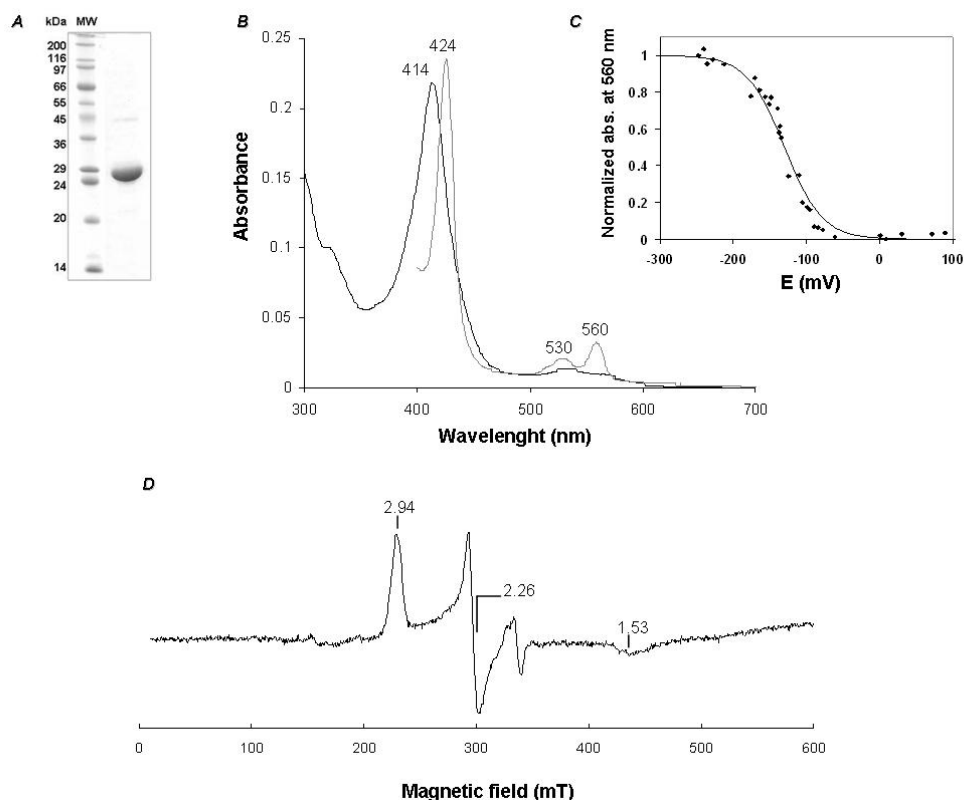 A
kDa MW
200
116
97
66
55
45
36
29
24
20
14
B
Absorbance
0.25
0.2
0.15
0.1
0.05
0
414
424
530
560
300 400 500 600 700
Wavelenght (nm)
C
Normalized abs. at 560 nm
1
0.8
0.6
0.4
0.2
0
-300 -200 -100 0 100
E (mV)
D
2.94
2.26
1.53
0 100 200 300 400 500 600
Magnetic field (mT)